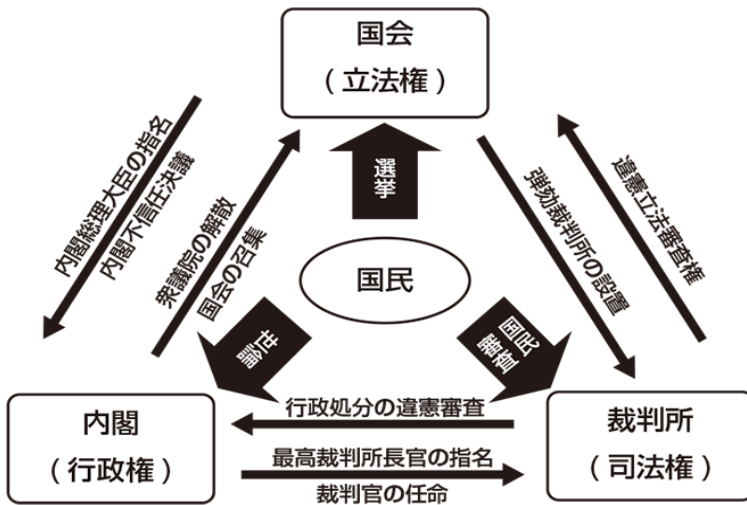 国会
（立法権）
選挙
内閣総理大臣の指名
内閣不信任決議
衆議院の解散
国会の召集
弾劾裁判所の設置
違憲立法審査権
国民
世論
国民
審査
内閣
（行政権）
行政処分の違憲審査
最高裁判所長官の指名
裁判官の任命
裁判所
（司法権）